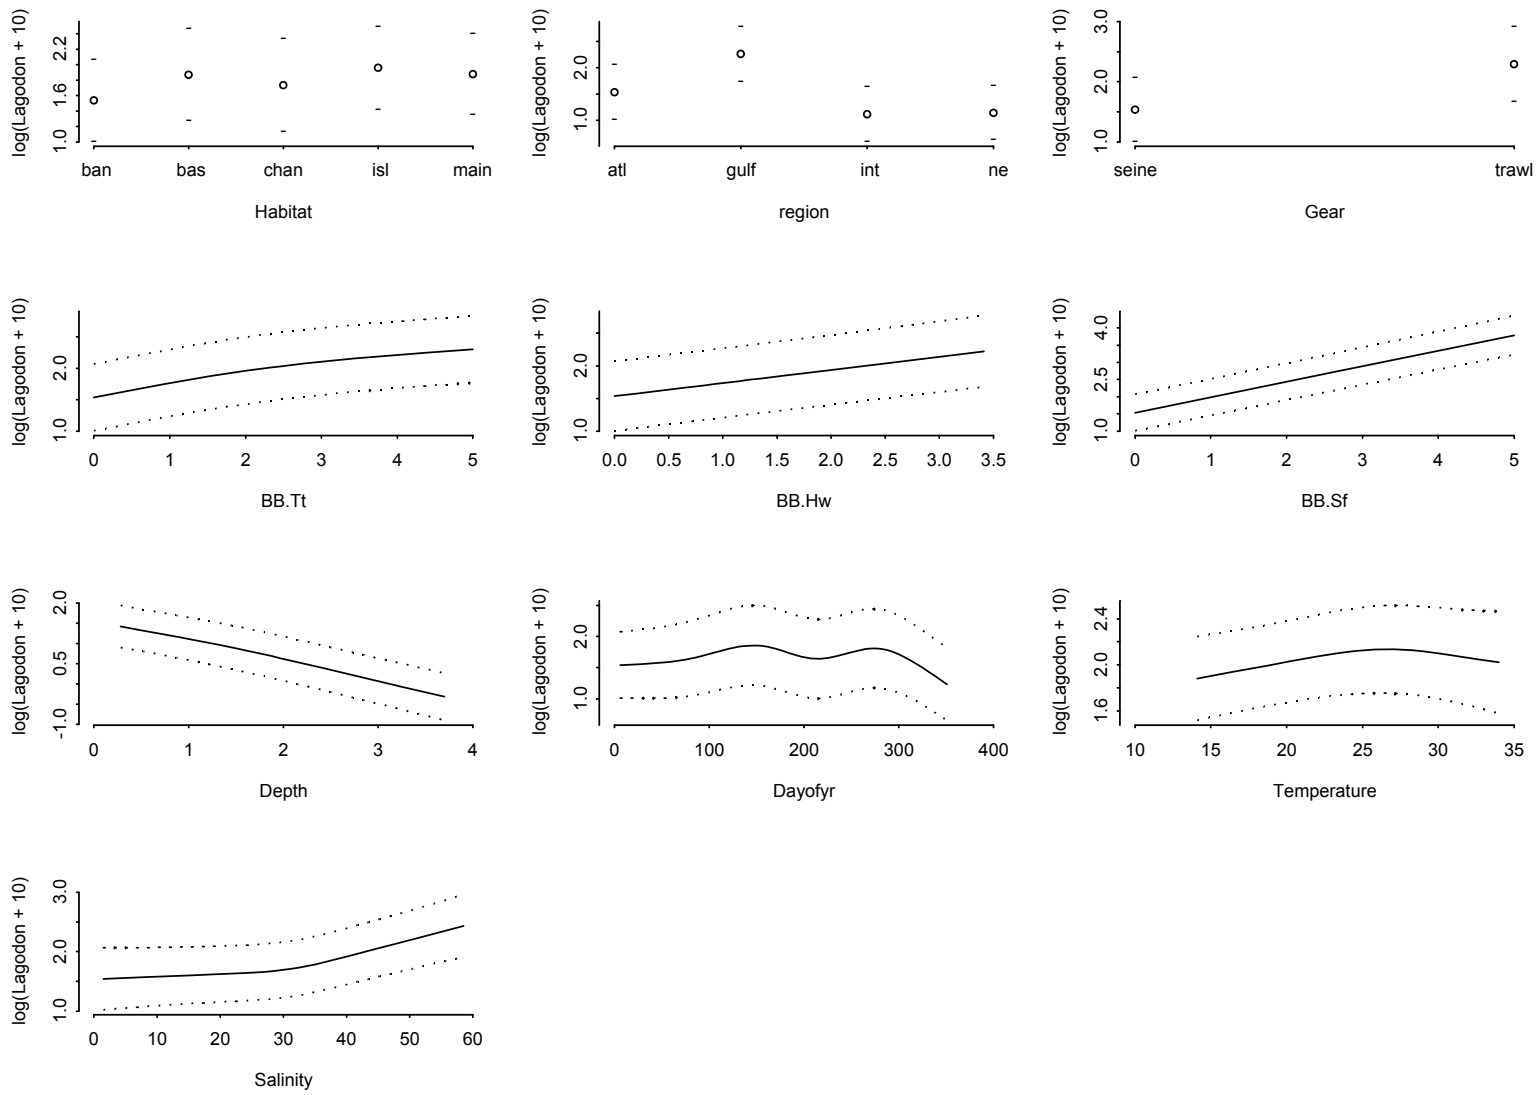 log(Lagodon + 10)
2.2
1.6
1.0
ban bas chan isl main
Habitat
log(Lagodon + 10)
2.0
1.0
atl gulf int ne
region
log(Lagodon + 10)
3.0
2.0
1.0
seine trawl
Gear
log(Lagodon + 10)
2.0
1.0
0 1 2 3 4 5
BB.Tt
log(Lagodon + 10)
2.0
1.0
0.0 0.5 1.0 1.5 2.0 2.5 3.0 3.5
BB.Hw
log(Lagodon + 10)
4.0
2.5
1.0
0 1 2 3 4 5
BB.Sf
log(Lagodon + 10)
2.0
0.5
-1.0
0 1 2 3 4
Depth
log(Lagodon + 10)
2.0
1.0
0 100 200 300 400
Dayofyr
log(Lagodon + 10)
2.4
2.0
1.6
10 15 20 25 30 35
Temperature
log(Lagodon + 10)
3.0
2.0
1.0
0 10 20 30 40 50 60
Salinity